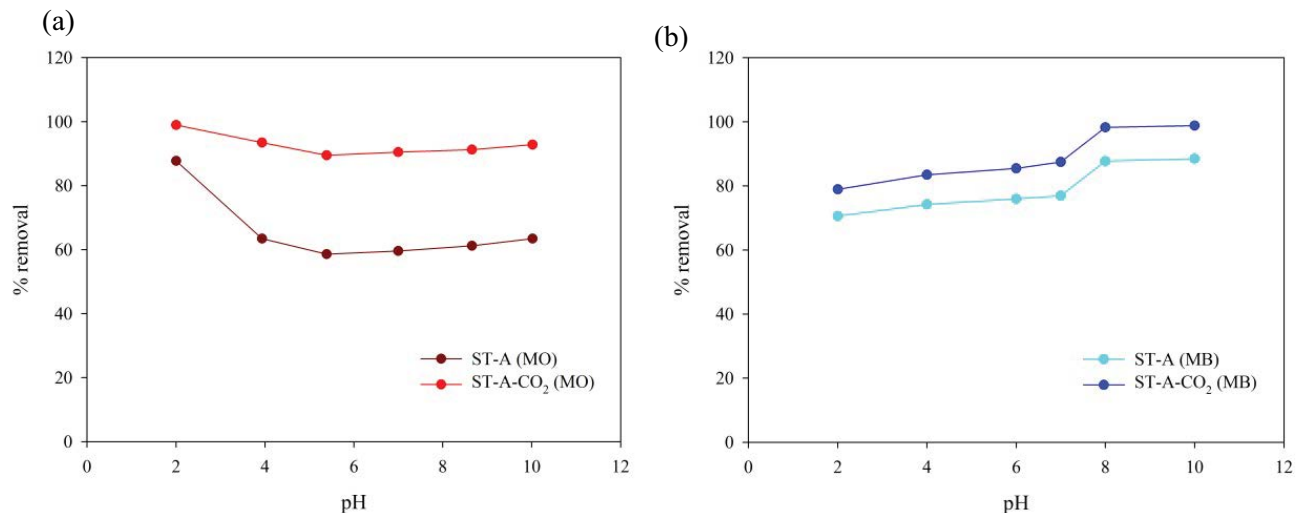 (a)
120
100
80
60
40
20
0
% removal
0 2 4 6 8 10 12
pH
ST-A (MO)
ST-A-CO₂ (MO)
(b)
120
100
80
60
40
20
0
% removal
0 2 4 6 8 10 12
pH
ST-A (MB)
ST-A-CO₂ (MB)